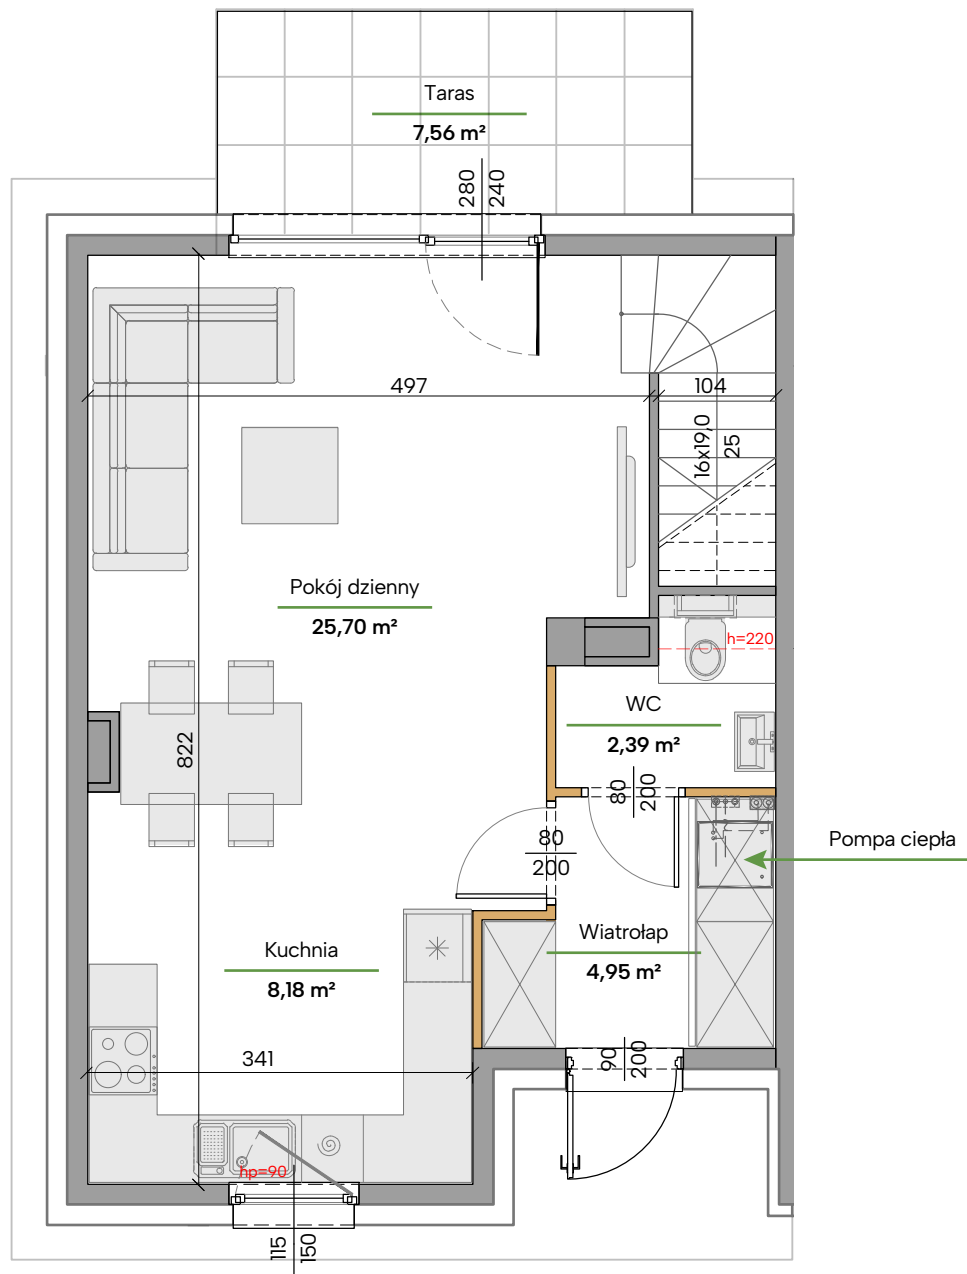 Taras
7,56 m²
280
240
497
104
16x19,0
25
Pokój dzienny
25,70 m²
h=220
WC
2,39 m²
822
80
200
80
200
Pompa ciepła
Wiatrołap
4,95 m²
Kuchnia
8,18 m²
341
90
200
hp=90
115
150